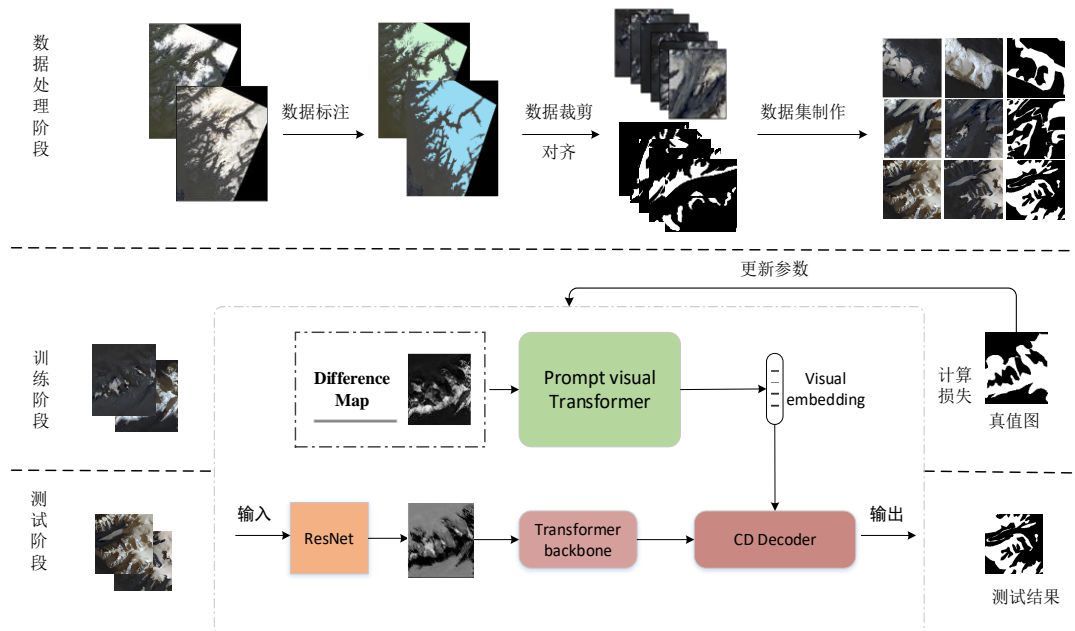 数据处理阶段
数据标注
数据裁剪
对齐
数据集制作
更新参数
训练阶段
Difference
Map
Prompt visual
Transformer
Visual
embedding
计算
损失
真值图
测试阶段
输入
ResNet
Transformer
backbone
CD Decoder
输出
测试结果